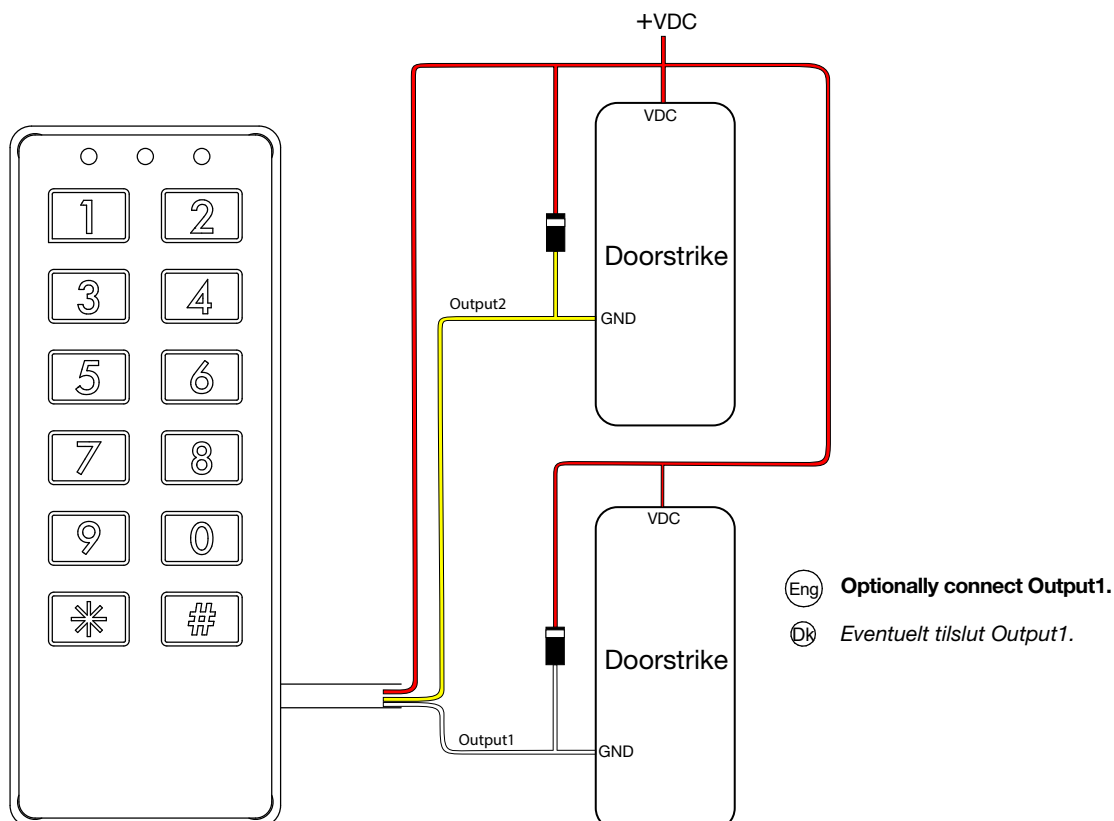 +VDC
VDC
1 2
Doorstrike
3 4
Output2
GND
5 6
7 8
VDC
9 0
Eng Optionally connect Output1.
* #
Dk Eventuelt tilslut Output1.
Doorstrike
Output1
GND